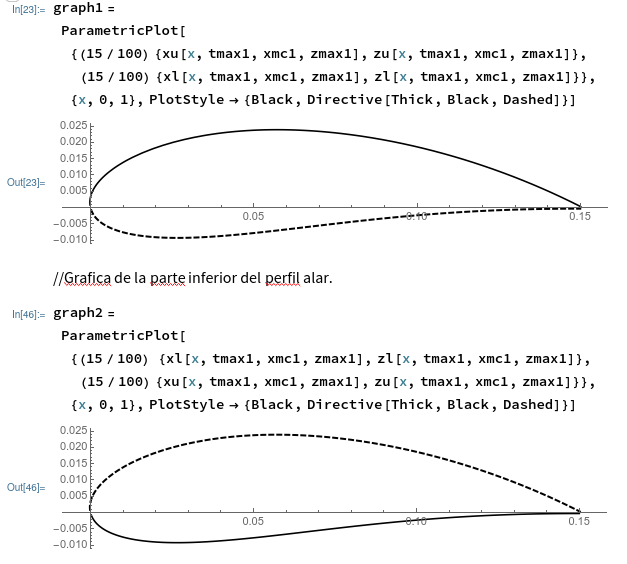 In[23]:= graph1 =
ParametricPlot[
{(15 / 100) {xu[x, tmax1, xmc1, zmax1], zu[x, tmax1, xmc1, zmax1]},
(15 / 100) {xl[x, tmax1, xmc1, zmax1], zl[x, tmax1, xmc1, zmax1]}},
{x, 0, 1}, PlotStyle → {Black, Directive[Thick, Black, Dashed]}]
0.025
0.020
0.015
0.010
Out[23]=
0.005
0.05 0.10 0.15
-0.005
-0.010
//Grafica de la parte inferior del perfil alar.
In[46]:= graph2 =
ParametricPlot[
{(15 / 100) {xl[x, tmax1, xmc1, zmax1], zl[x, tmax1, xmc1, zmax1]},
(15 / 100) {xu[x, tmax1, xmc1, zmax1], zu[x, tmax1, xmc1, zmax1]}},
{x, 0, 1}, PlotStyle → {Black, Directive[Thick, Black, Dashed]}]
0.025
0.020
0.015
0.010
Out[46]=
0.005
0.05 0.10 0.15
-0.005
-0.010